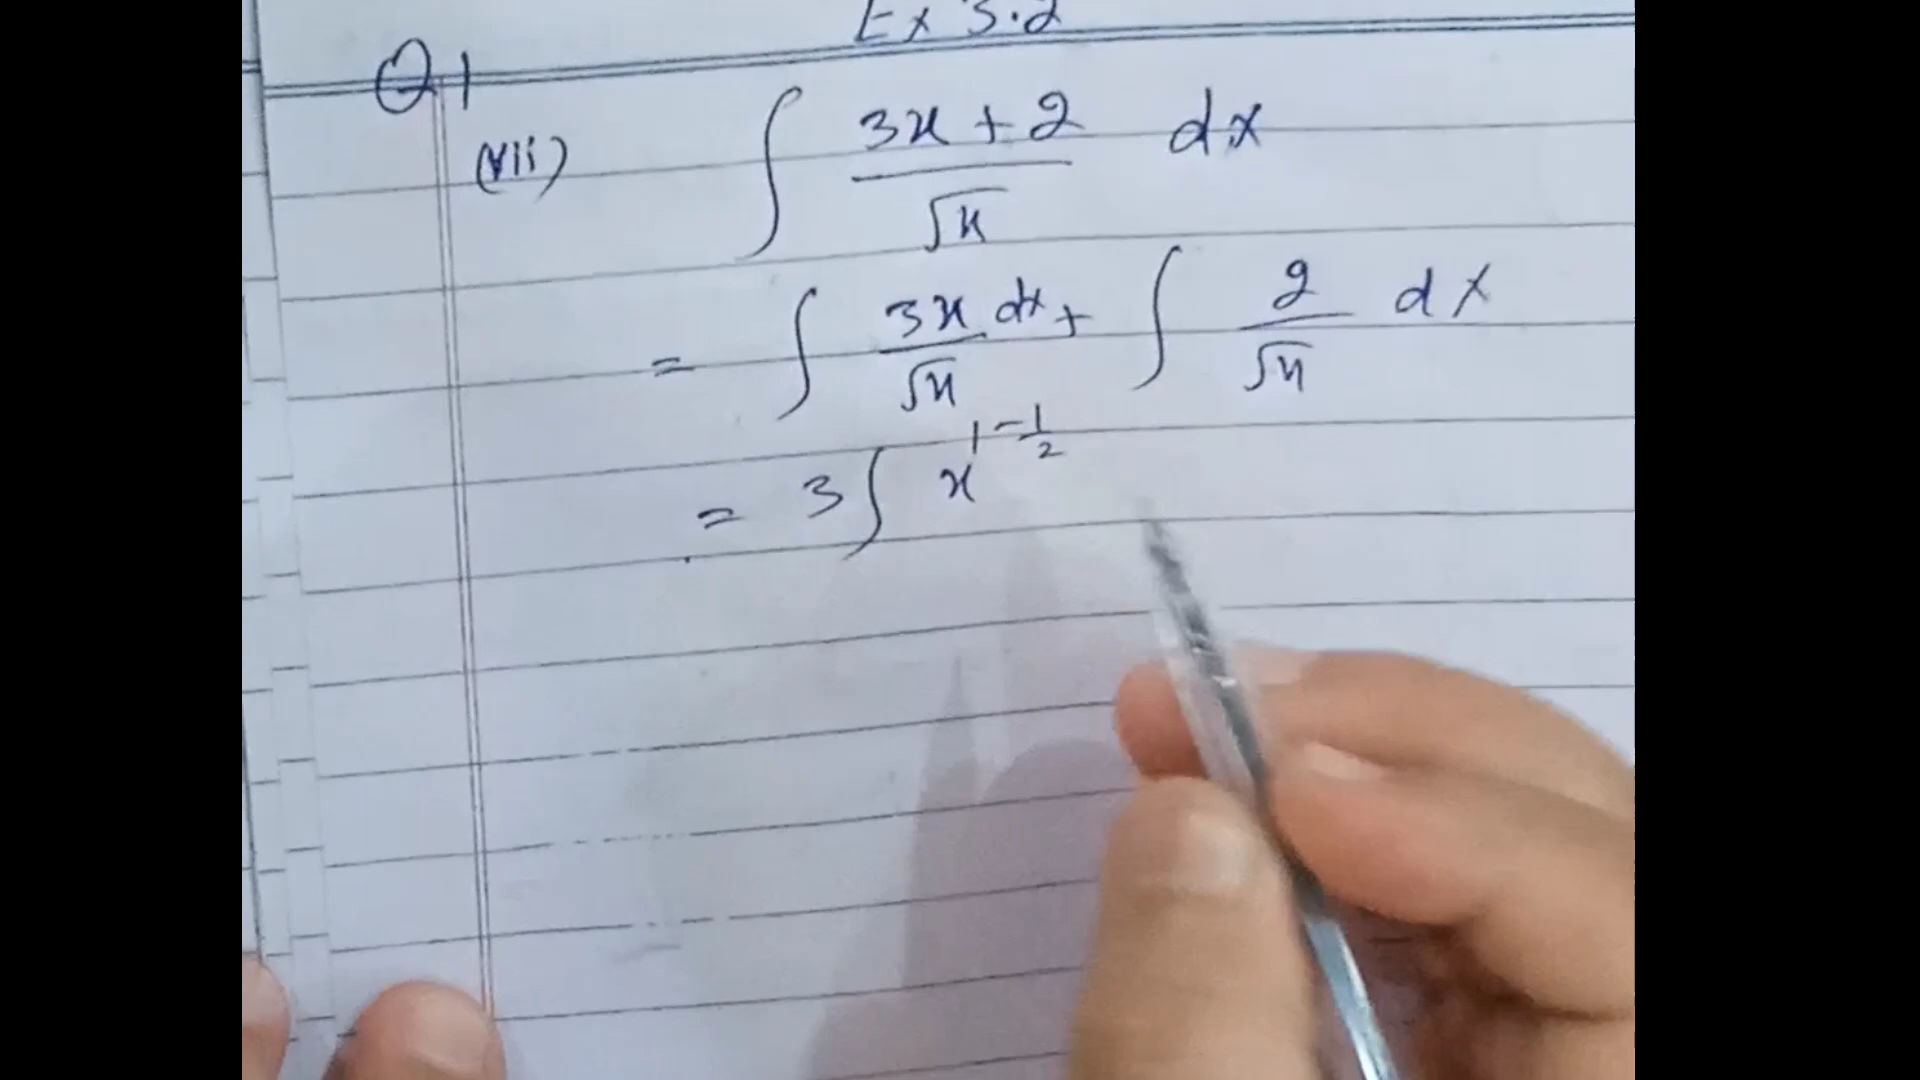 Ex 3.2
Q1
(vii) ∫ (3x+2)/√x dx
= ∫ 3x/√x dx + ∫ 2/√x dx
= 3∫ x^(1-1/2)